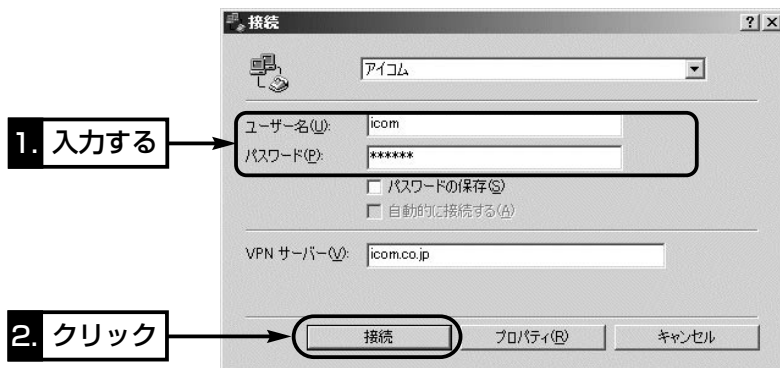 接続
? ×
アイコム
1. 入力する
ユーザー名(U): icom
パスワード(P): ******
パスワードの保存(S)
自動的に接続する(A)
VPN サーバー(V): icom.co.jp
2. クリック
接続 プロパティ(R) キャンセル